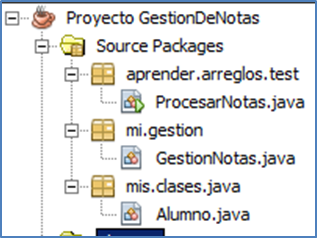 Proyecto GestionDeNotas
Source Packages
aprender.arreglos.test
ProcesarNotas.java
mi.gestion
GestionNotas.java
mis.clases.java
Alumno.java